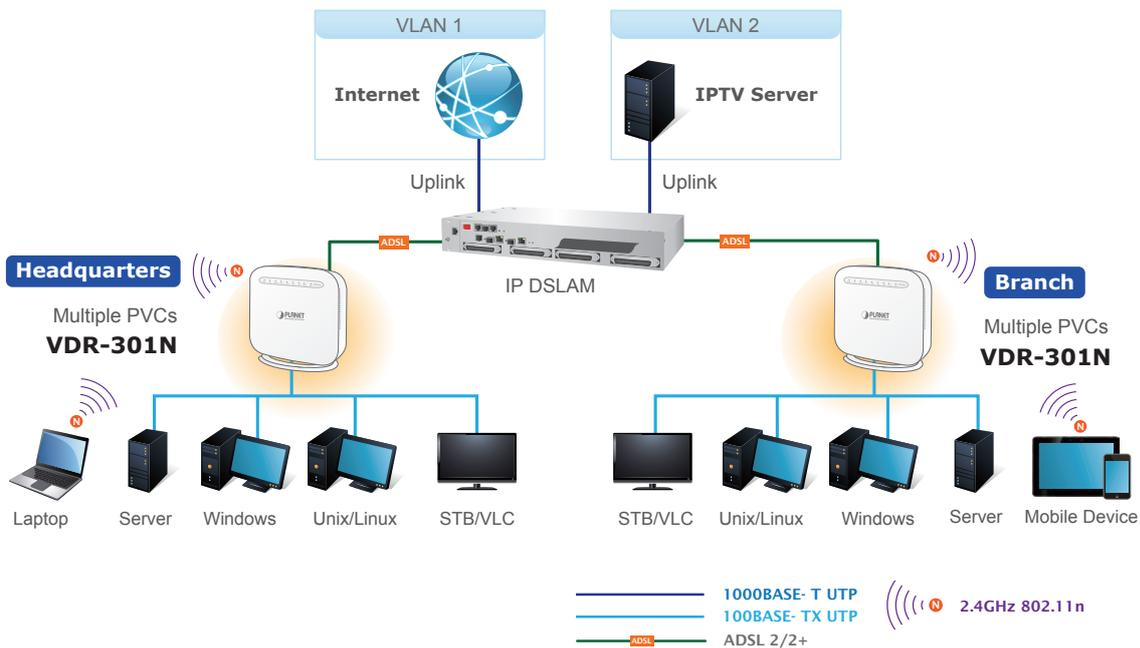 VLAN 1
VLAN 2
Internet
IPTV Server
Uplink
Uplink
ADSL
ADSL
IP DSLAM
Headquarters
N
Multiple PVCs
VDR-301N
PLANET
N
Branch
Multiple PVCs
VDR-301N
PLANET
N
N
Laptop
Server
Windows
Unix/Linux
STB/VLC
STB/VLC
Unix/Linux
Windows
Server
Mobile Device
1000BASE- T UTP
100BASE- TX UTP
ADSL
ADSL 2/2+
N
2.4GHz 802.11n